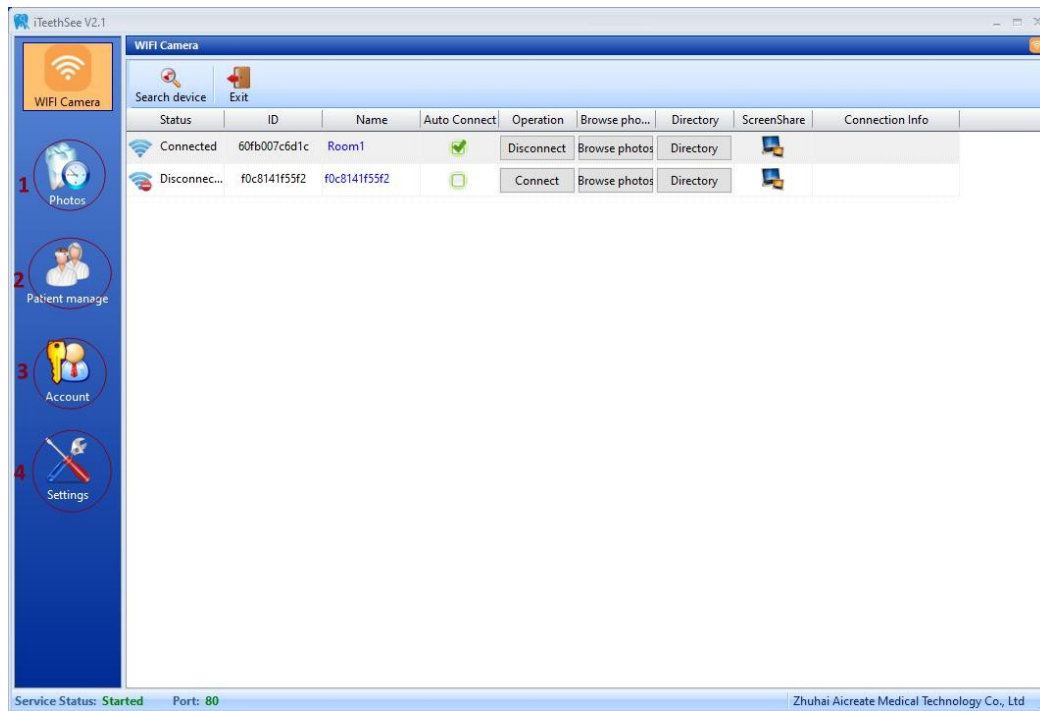 iTeethSee V2.1
WIFI Camera
WIFI Camera
Search device Exit
Status ID Name Auto Connect Operation Browse pho... Directory ScreenShare Connection Info
Connected 60fb007c6d1c Room1 Disconnect Browse photos Directory
Disconnec... f0c8141f55f2 f0c8141f55f2 Connect Browse photos Directory
1
Photos
2
Patient manage
3
Account
4
Settings
Service Status: Started Port: 80 Zhuhai Aicreate Medical Technology Co., Ltd